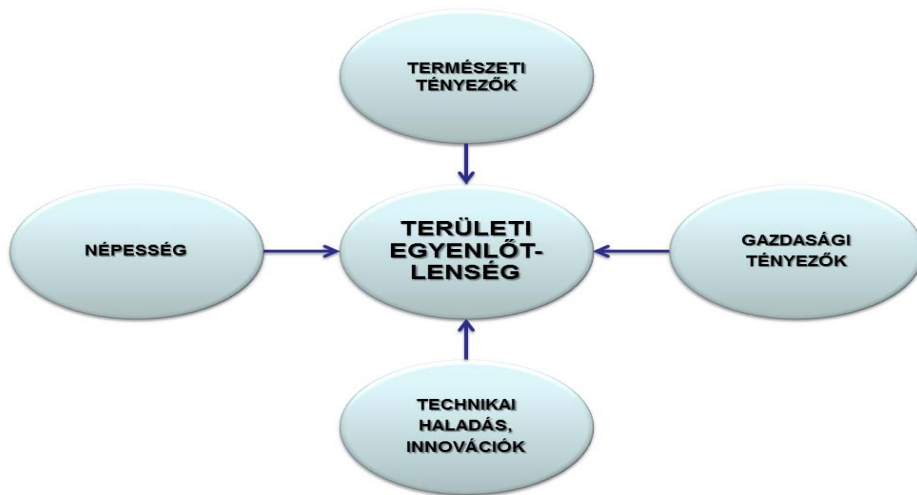 TERMÉSZETI
TÉNYEZŐK
NÉPESSÉG
TERÜLETI
EGYENLŐT-
LENSÉG
GAZDASÁGI
TÉNYEZŐK
TECHNIKAI
HALADÁS,
INNOVÁCIÓK